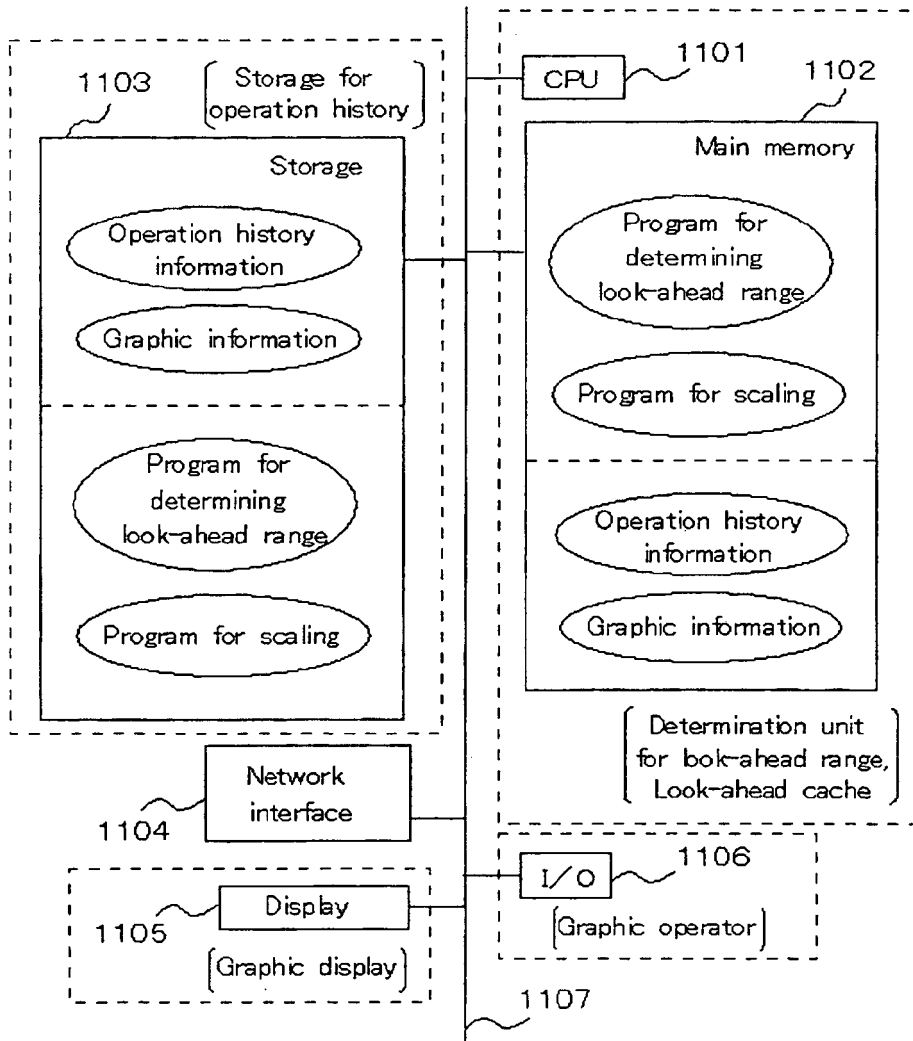 1103
Storage for
operation history
Storage
Operation history
information
Graphic information
Program for
determining
look-ahead range
Program for scaling
CPU
1101
1102
Main memory
Program for
determining
look-ahead range
Program for scaling
Operation history
information
Graphic information
Determination unit
for look-ahead range,
Look-ahead cache
Network
interface
1104
1105
Display
Graphic display
I/O
1106
Graphic operator
1107